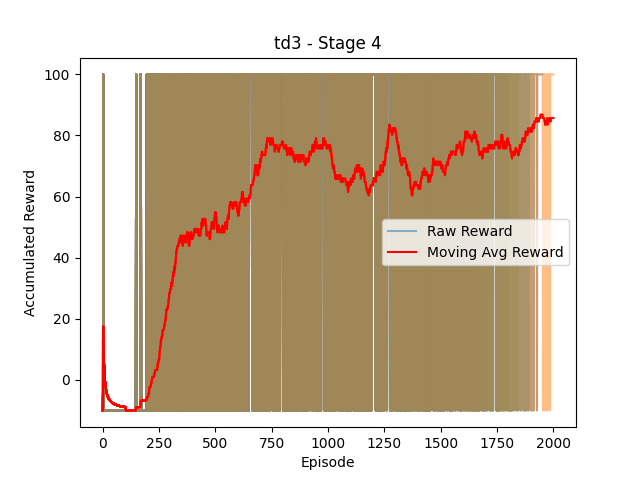 td3 - Stage 4
100
80
60
40
20
0
Accumulated Reward
Raw Reward
Moving Avg Reward
0 250 500 750 1000 1250 1500 1750 2000
Episode